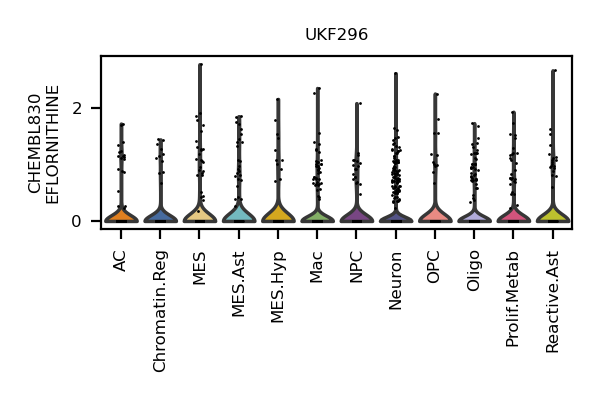 UKF296
CHEMBL830
EFLORNITHINE
2
0
AC
Chromatin.Reg
MES
MES.Ast
MES.Hyp
Mac
NPC
Neuron
OPC
Oligo
Prolif.Metab
Reactive.Ast